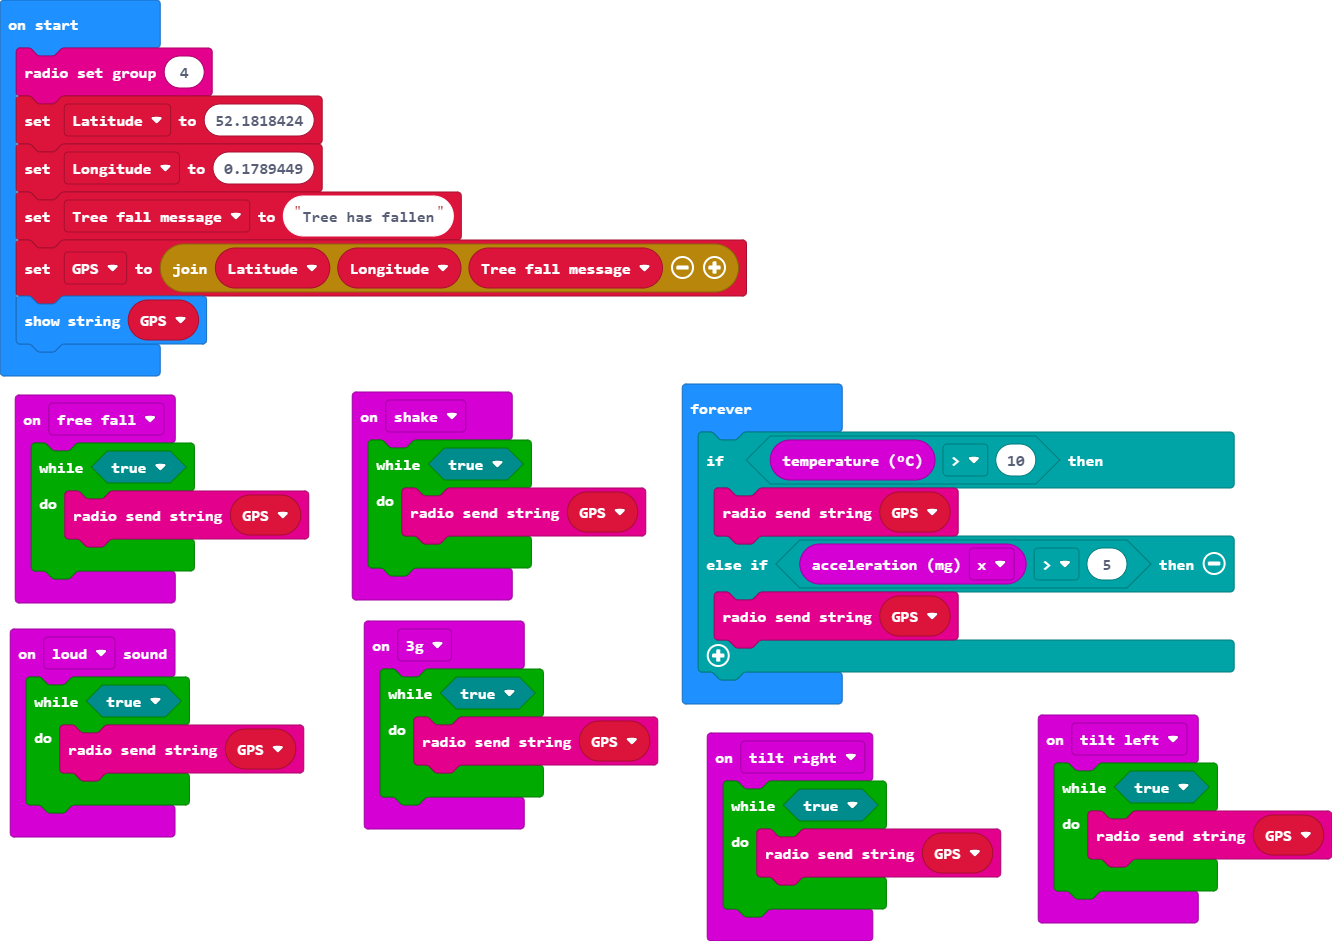 on start
radio set group 4
set Latitude to 52.1818424
set Longitude to 0.1789449
set Tree fall message to "Tree has fallen"
set GPS to join Latitude Longitude Tree fall message
show string GPS
on free fall
while true
do radio send string GPS
on shake
while true
do radio send string GPS
forever
if temperature (ºC) > 10 then
radio send string GPS
else if acceleration (mg) x > 5 then
radio send string GPS
on loud sound
while true
do radio send string GPS
on 3g
while true
do radio send string GPS
on tilt right
while true
do radio send string GPS
on tilt left
while true
do radio send string GPS